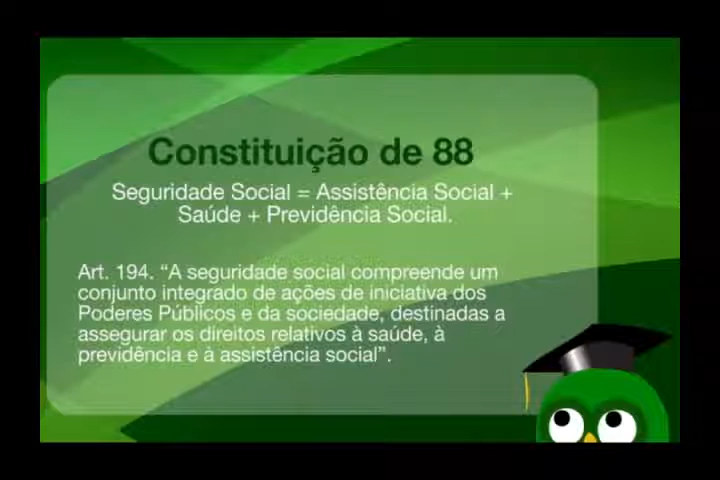 Constituição de 88
Seguridade Social = Assistência Social +
Saúde + Previdência Social.
Art. 194. “A seguridade social compreende um
conjunto integrado de ações de iniciativa dos
Poderes Públicos e da sociedade, destinadas a
assegurar os direitos relativos à saúde, à
previdência e à assistência social”.